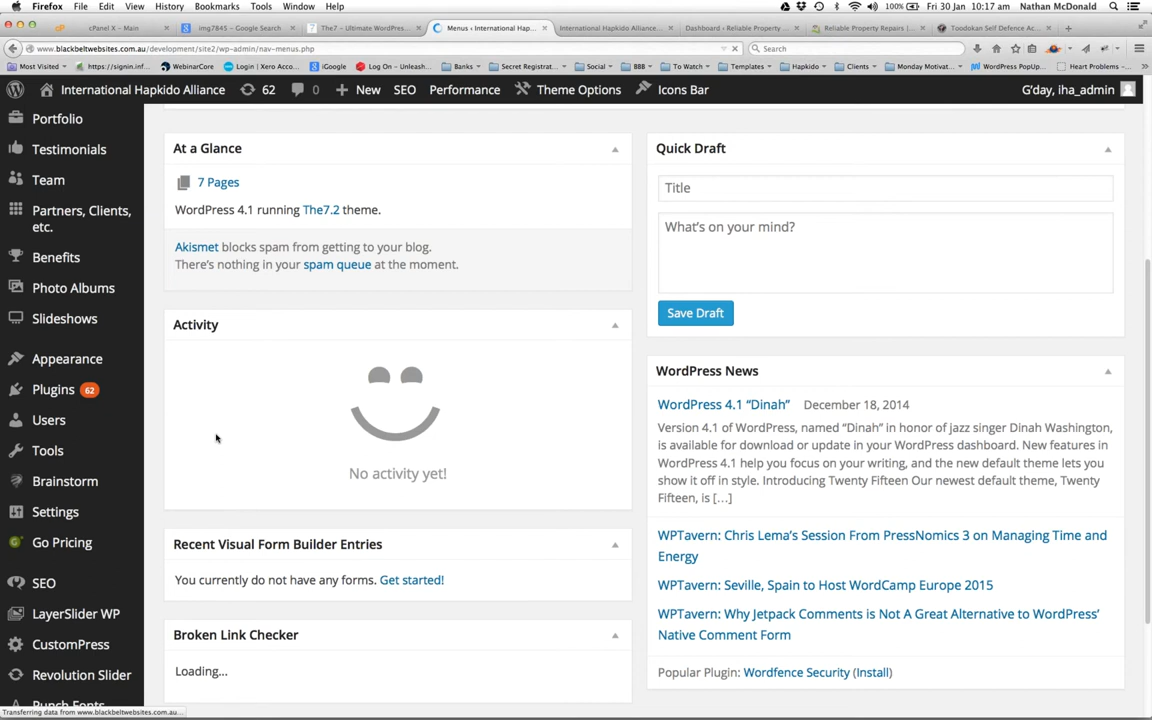 Firefox File Edit View History Bookmarks Tools Window Help 100% Fri 30 Jan 10:17 am Nathan McDonald
cPanel X – Main img7845 – Google Search The7 – Ultimate WordPres... Menus ‹ International Hap... International Hapkido Alliance... Dashboard ‹ Reliable Property ... Reliable Property Repairs | ... Toodokan Self Defence Ac...
www.blackbeltwebsites.com.au/development/site2/wp-admin/nav-menus.php Search
Most Visited https://signin.inf... WebinarCore Login | Xero Acco... iGoogle Log On – Unleash... Banks Secret Registrat... Social BBB To Watch Templates Hapkido Clients Monday Motivat... WordPress PopUp... Heart Problems –...
International Hapkido Alliance 62 0 New SEO Performance Theme Options Icons Bar G'day, iha_admin
Portfolio
Testimonials
Team
Partners, Clients,
etc.
Benefits
Photo Albums
Slideshows
Appearance
Plugins 62
Users
Tools
Brainstorm
Settings
Go Pricing
SEO
LayerSlider WP
CustomPress
Revolution Slider
Punch Fonts
At a Glance
7 Pages
WordPress 4.1 running The7.2 theme.
Akismet blocks spam from getting to your blog.
There's nothing in your spam queue at the moment.
Activity
No activity yet!
Recent Visual Form Builder Entries
You currently do not have any forms. Get started!
Broken Link Checker
Loading...
Quick Draft
Title
What's on your mind?
Save Draft
WordPress News
WordPress 4.1 “Dinah” December 18, 2014
Version 4.1 of WordPress, named “Dinah” in honor of jazz singer Dinah Washington,
is available for download or update in your WordPress dashboard. New features in
WordPress 4.1 help you focus on your writing, and the new default theme lets you
show it off in style. Introducing Twenty Fifteen Our newest default theme, Twenty
Fifteen, is […]
WPTavern: Chris Lema’s Session From PressNomics 3 on Managing Time and
Energy
WPTavern: Seville, Spain to Host WordCamp Europe 2015
WPTavern: Why Jetpack Comments is Not A Great Alternative to WordPress’
Native Comment Form
Popular Plugin: Wordfence Security (Install)
Transferring data from www.blackbeltwebsites.com.au...